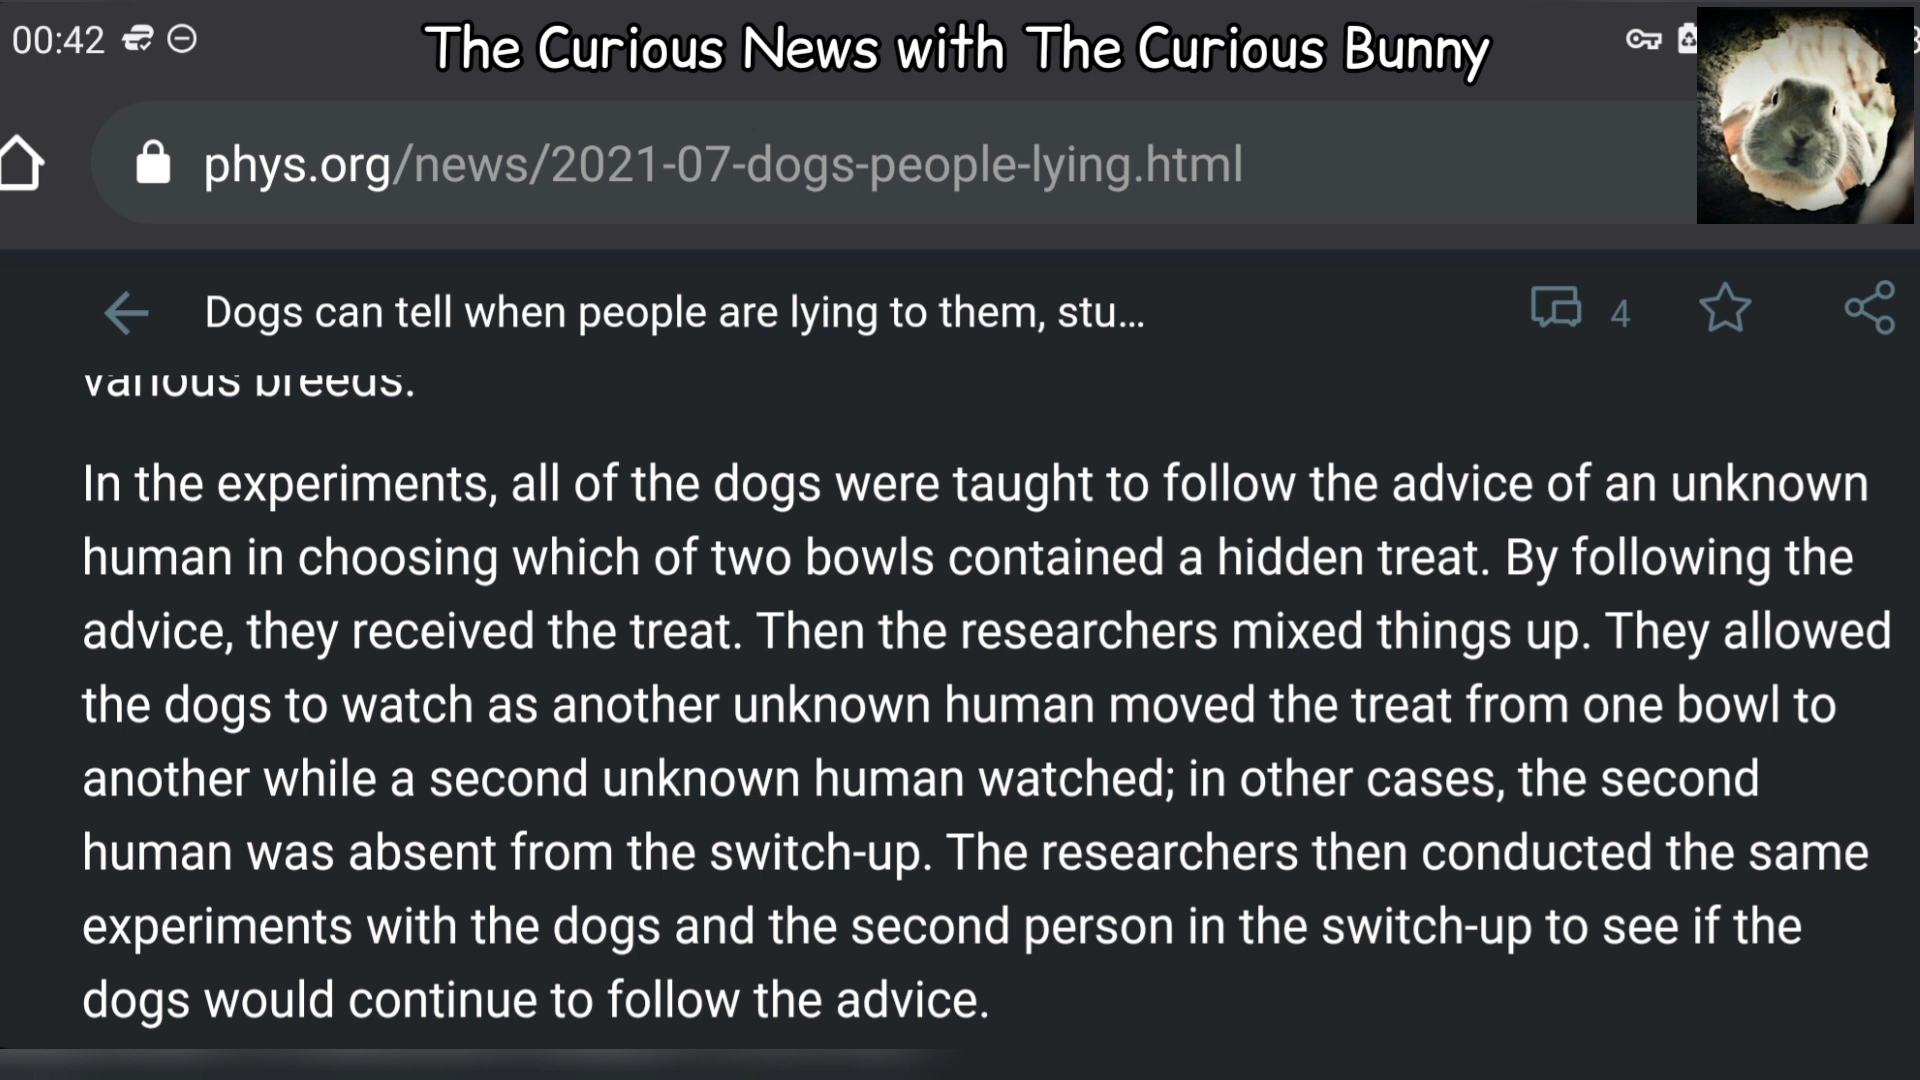 The Curious News with The Curious Bunny
00:42
phys.org/news/2021-07-dogs-people-lying.html
Dogs can tell when people are lying to them, stu...
4
various breeds.
In the experiments, all of the dogs were taught to follow the advice of an unknown
human in choosing which of two bowls contained a hidden treat. By following the
advice, they received the treat. Then the researchers mixed things up. They allowed
the dogs to watch as another unknown human moved the treat from one bowl to
another while a second unknown human watched; in other cases, the second
human was absent from the switch-up. The researchers then conducted the same
experiments with the dogs and the second person in the switch-up to see if the
dogs would continue to follow the advice.